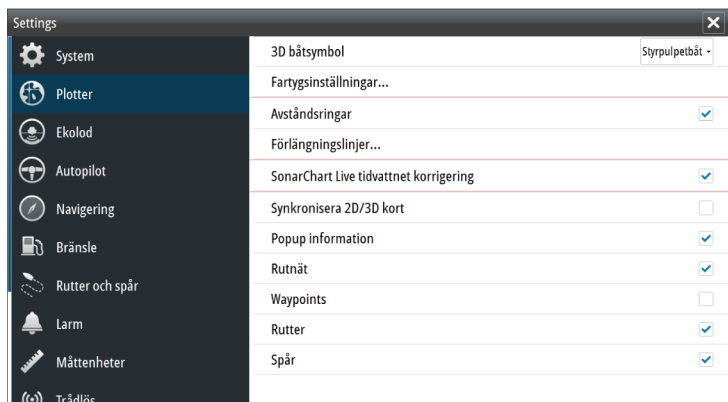 Settings
System
Plotter
Ekolod
Autopilot
Navigering
Bränsle
Rutter och spår
Larm
Måttenheter
Trådlös
3D båtsymbol
Styrpulpetbåt
Fartygsinställningar...
Avståndsringar
Förlängningslinjer...
SonarChart Live tidvattnet korrigering
Synkronisera 2D/3D kort
Popup information
Rutnät
Waypoints
Rutter
Spår